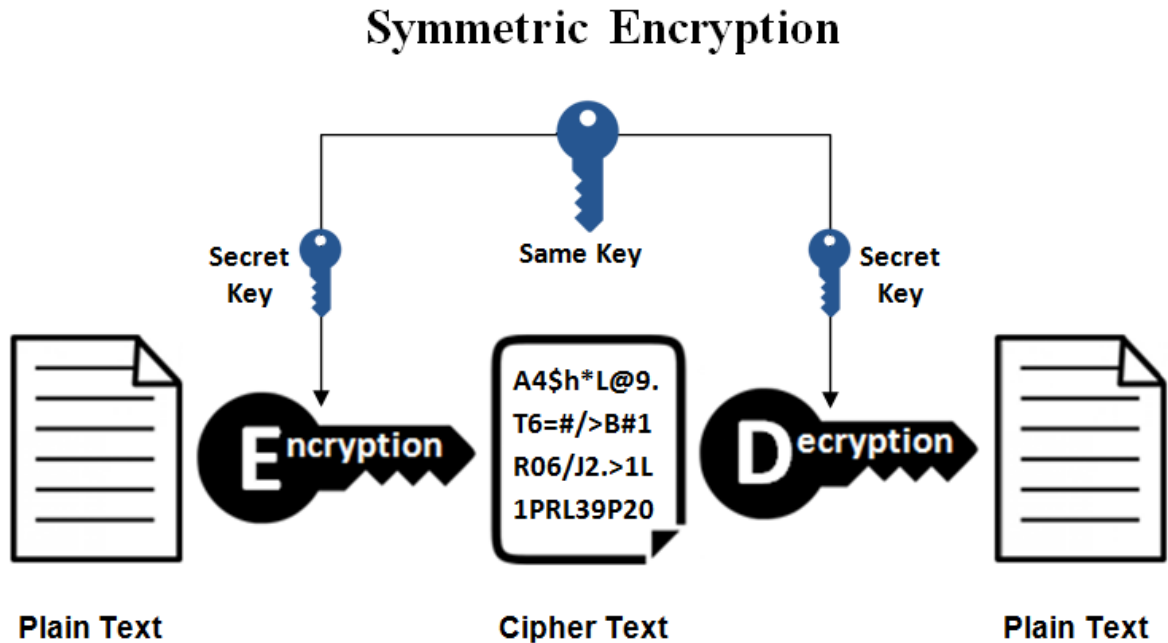 Symmetric Encryption
Secret
Key
Same Key
Secret
Key
Encryption
A4$h*L@9.
T6=#/>B#1
R06/J2.>1L
1PRL39P20
Decryption
Plain Text
Cipher Text
Plain Text